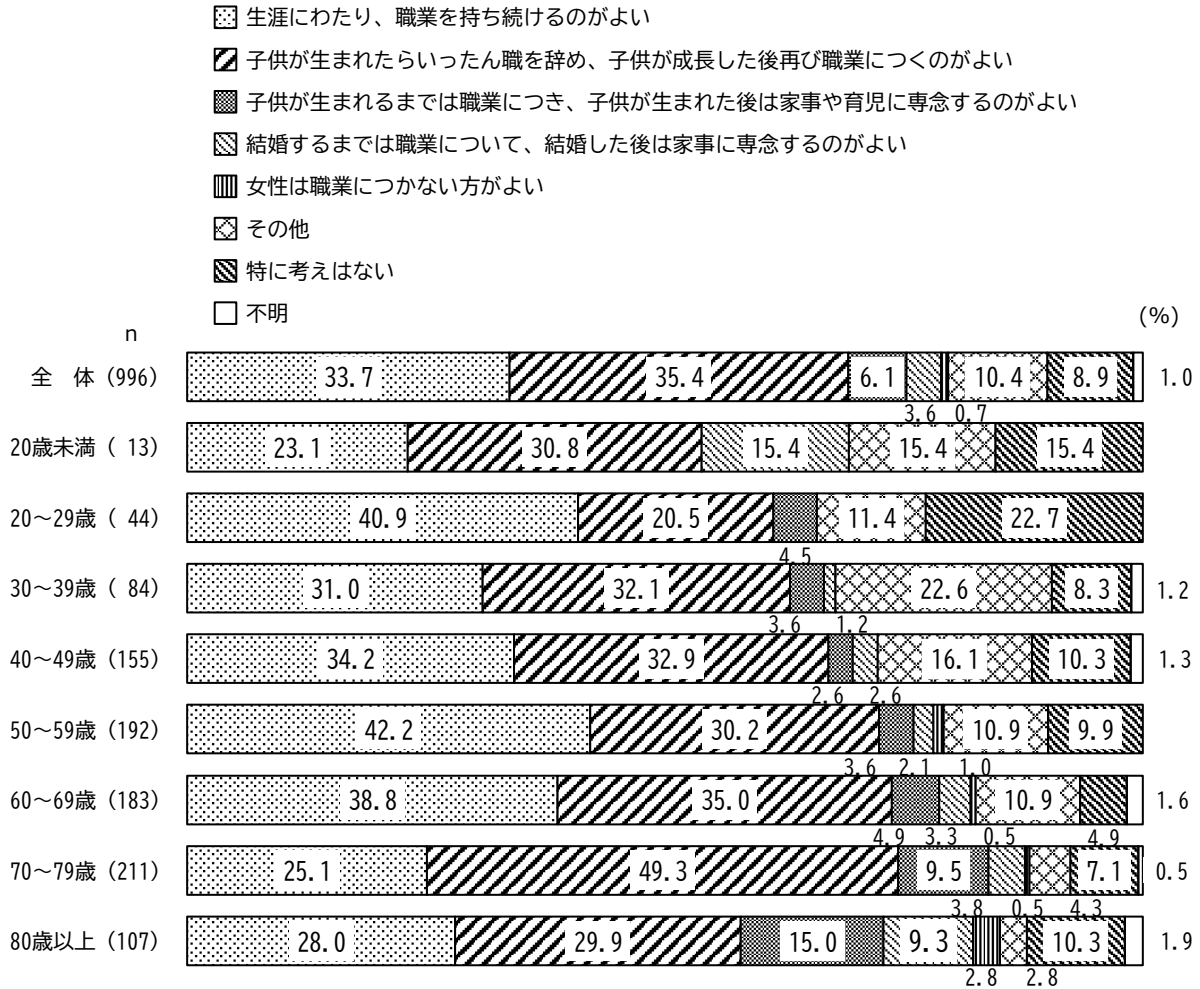 生涯にわたり、職業を持ち続けるのがよい
子供が生まれたらいったん職を辞め、子供が成長した後再び職業につくのがよい
子供が生まれるまでは職業につき、子供が生まれた後は家事や育児に専念するのがよい
結婚するまでは職業について、結婚した後は家事に専念するのがよい
女性は職業につかない方がよい
その他
特に考えはない
不明
n (%)
全 体 (996) 33.7 35.4 6.1 10.4 8.9 1.0
3.6 0.7
20歳未満 ( 13) 23.1 30.8 15.4 15.4 15.4
20～29歳 ( 44) 40.9 20.5 11.4 22.7
4.5
30～39歳 ( 84) 31.0 32.1 22.6 8.3 1.2
3.6 1.2
40～49歳 (155) 34.2 32.9 16.1 10.3 1.3
2.6 2.6
50～59歳 (192) 42.2 30.2 10.9 9.9
3.6 2.1 1.0
60～69歳 (183) 38.8 35.0 10.9 1.6
4.9 3.3 0.5 4.9
70～79歳 (211) 25.1 49.3 9.5 7.1 0.5
3.8 0.5 4.3
80歳以上 (107) 28.0 29.9 15.0 9.3 10.3 1.9
2.8 2.8